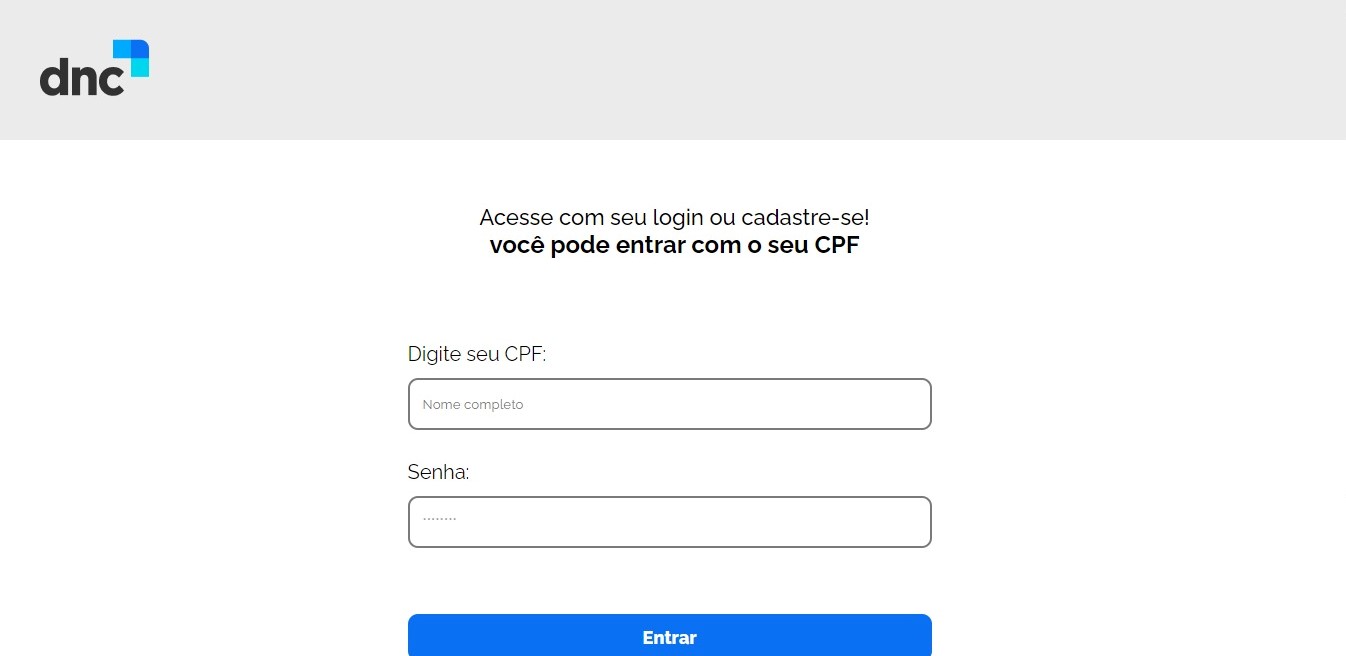 dnc
Acesse com seu login ou cadastre-se!
você pode entrar com o seu CPF
Digite seu CPF:
Nome completo
Senha:
········
Entrar